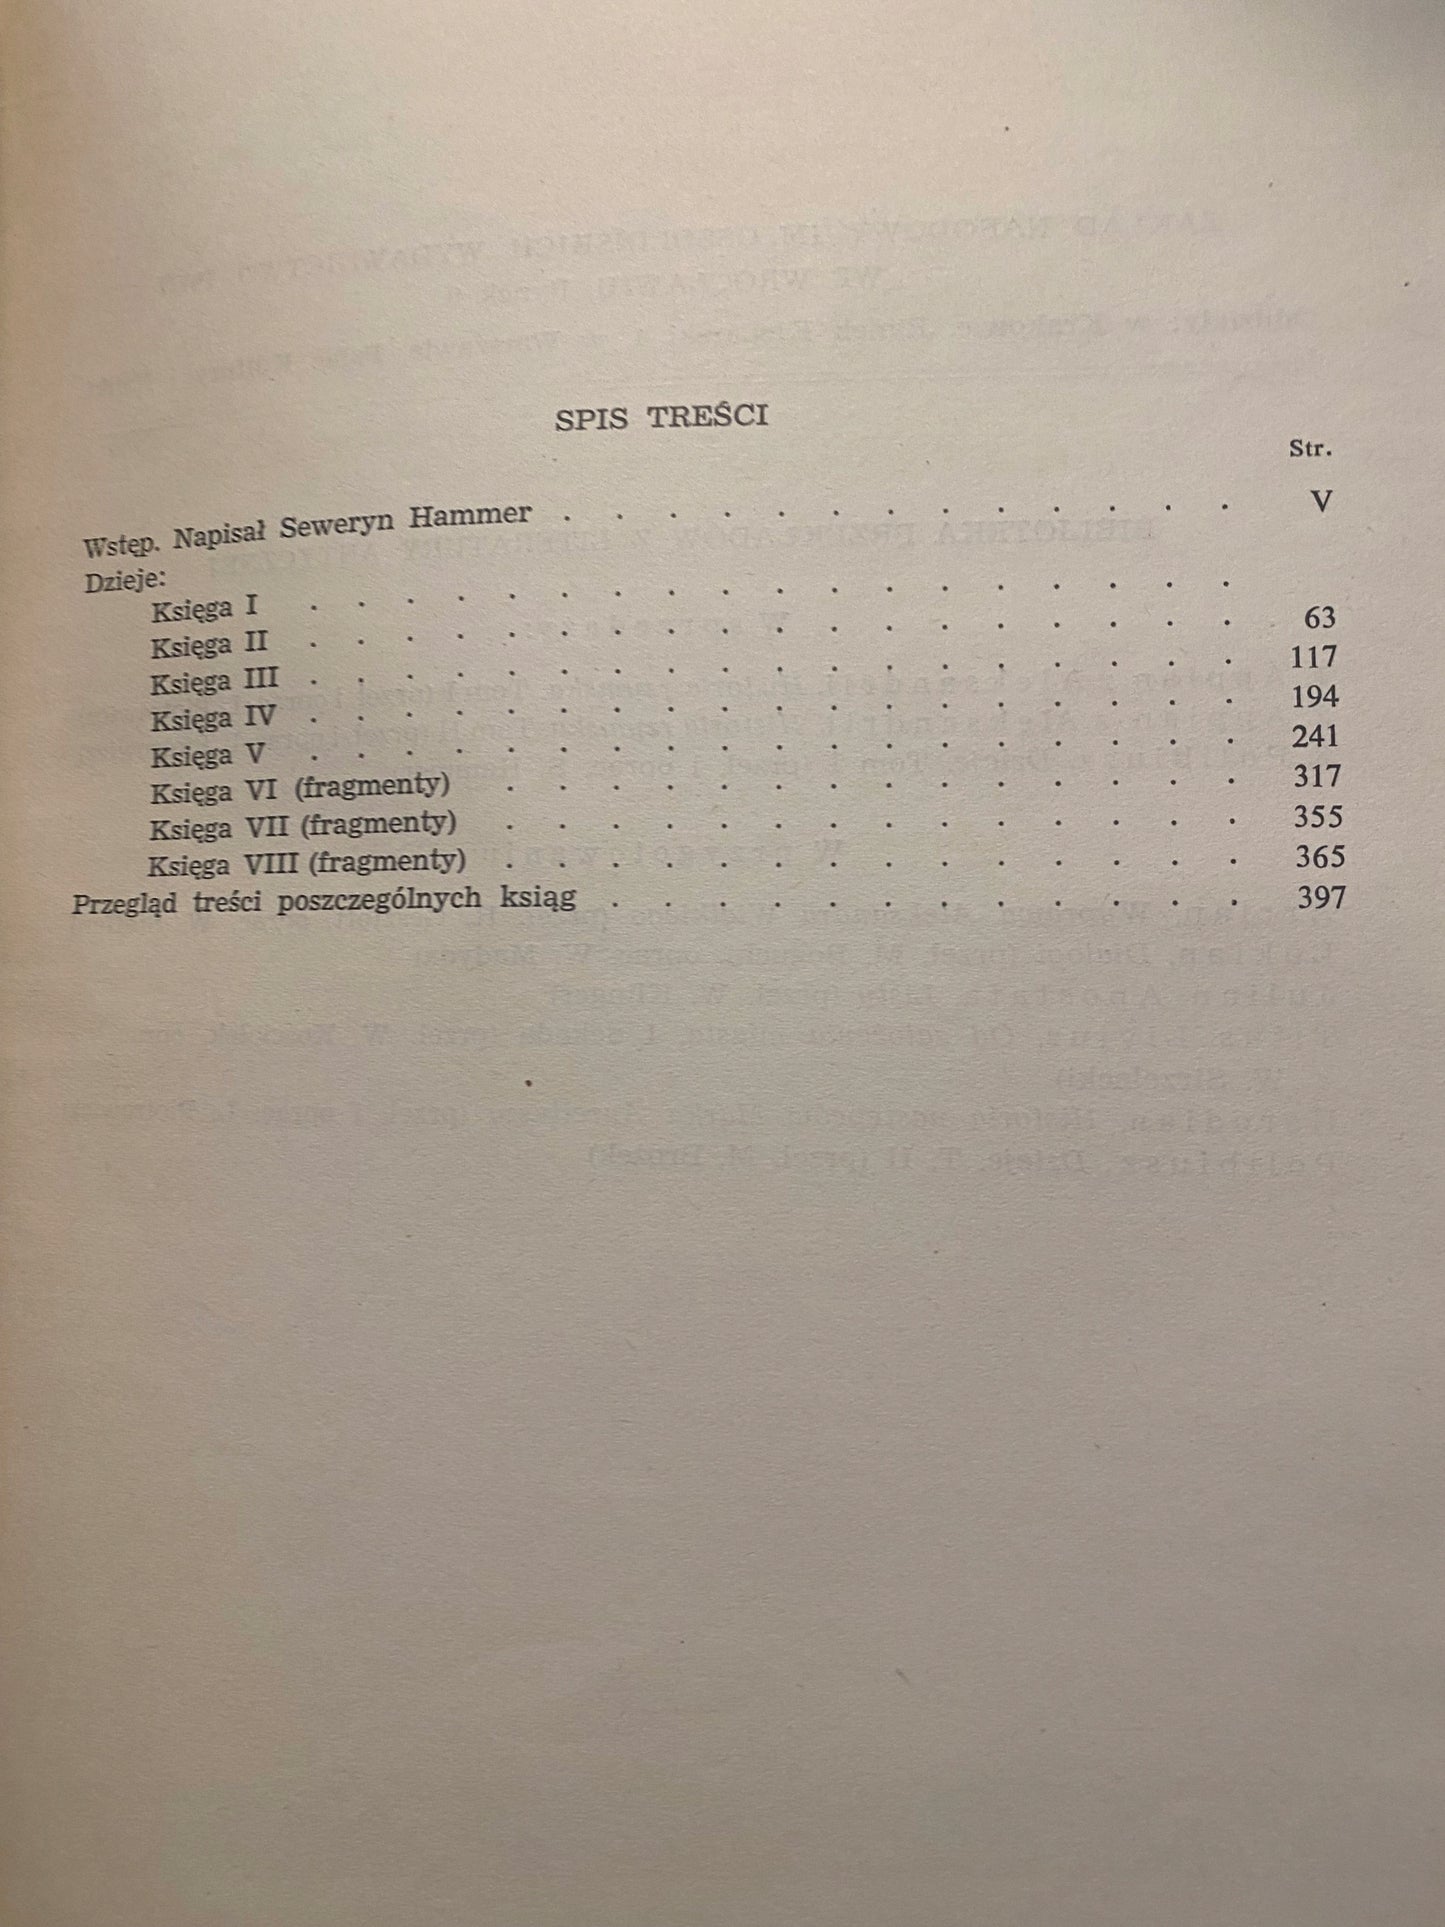 SPIS TREŚCI
Str.
Wstęp. Napisał Seweryn Hammer . . . . . . . . . . . . . V
Dzieje:
Księga I . . . . . . . . . . . . . . . . . .
Księga II . . . . . . . . . . . . . . . . . . 63
Księga III . . . . . . . . . . . . . . . . . . 117
Księga IV . . . . . . . . . . . . . . . . . . 194
Księga V . . . . . . . . . . . . . . . . . . 241
Księga VI (fragmenty) . . . . . . . . . . . . . . 317
Księga VII (fragmenty) . . . . . . . . . . . . . . 355
Księga VIII (fragmenty) . . . . . . . . . . . . . . 365
Przegląd treści poszczególnych ksiąg . . . . . . . . . . . . 397